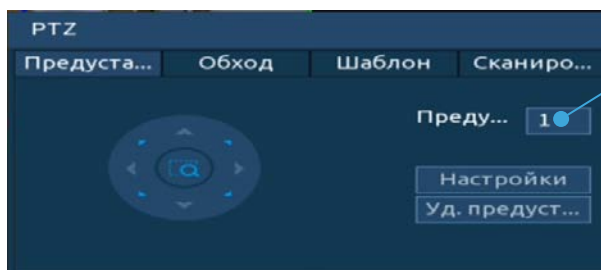 PTZ
Предуста... Обход Шаблон Сканиро...
Преду... 1
Настройки
Уд. предуст...